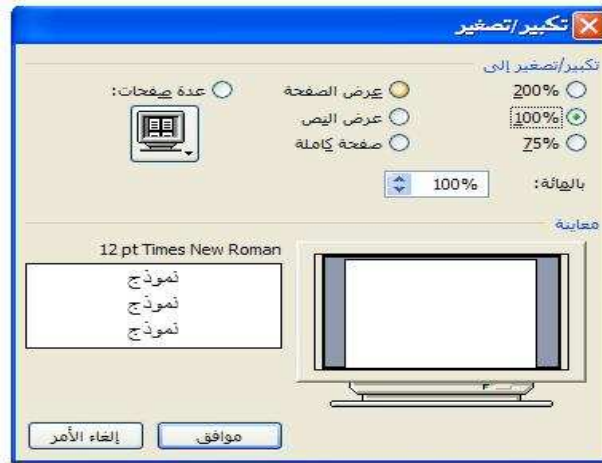 تكبير/تصغير
تكبير/تصغير إلى
200% عرض الصفحة عدة صفحات:
100% عرض النص
75% صفحة كاملة
بالمائة: 100%
معاينة
12 pt Times New Roman
نموذج
نموذج
نموذج
موافق إلغاء الأمر